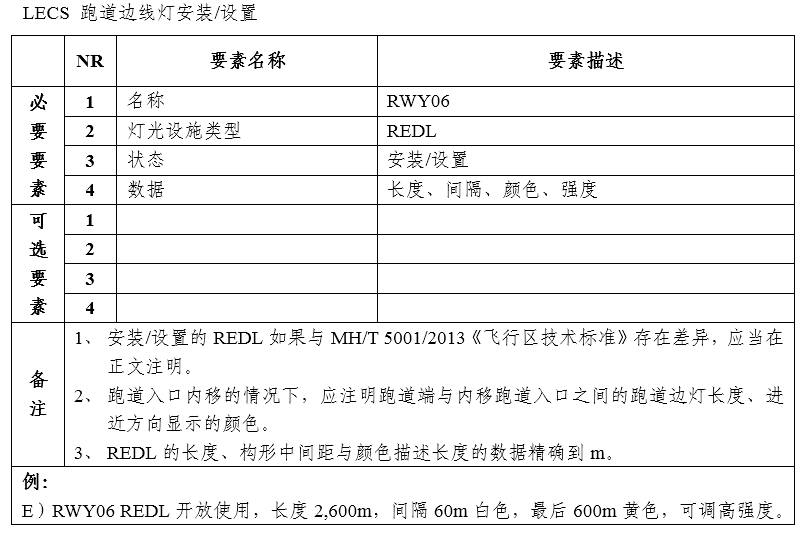 LECS 跑道边线灯安装/设置
NR 要素名称 要素描述
必要要素
1 名称 RWY06
2 灯光设施类型 REDL
3 状态 安装/设置
4 数据 长度、间隔、颜色、强度
可选要素
1
2
3
4
备注
1、 安装/设置的 REDL 如果与 MH/T 5001/2013《飞行区技术标准》存在差异，应当在
正文注明。
2、 跑道入口内移的情况下，应注明跑道端与内移跑道入口之间的跑道边灯长度、进
近方向显示的颜色。
3、 REDL 的长度、构形中间距与颜色描述长度的数据精确到 m。
例：
E）RWY06 REDL 开放使用，长度 2,600m，间隔 60m 白色，最后 600m 黄色，可调高强度。